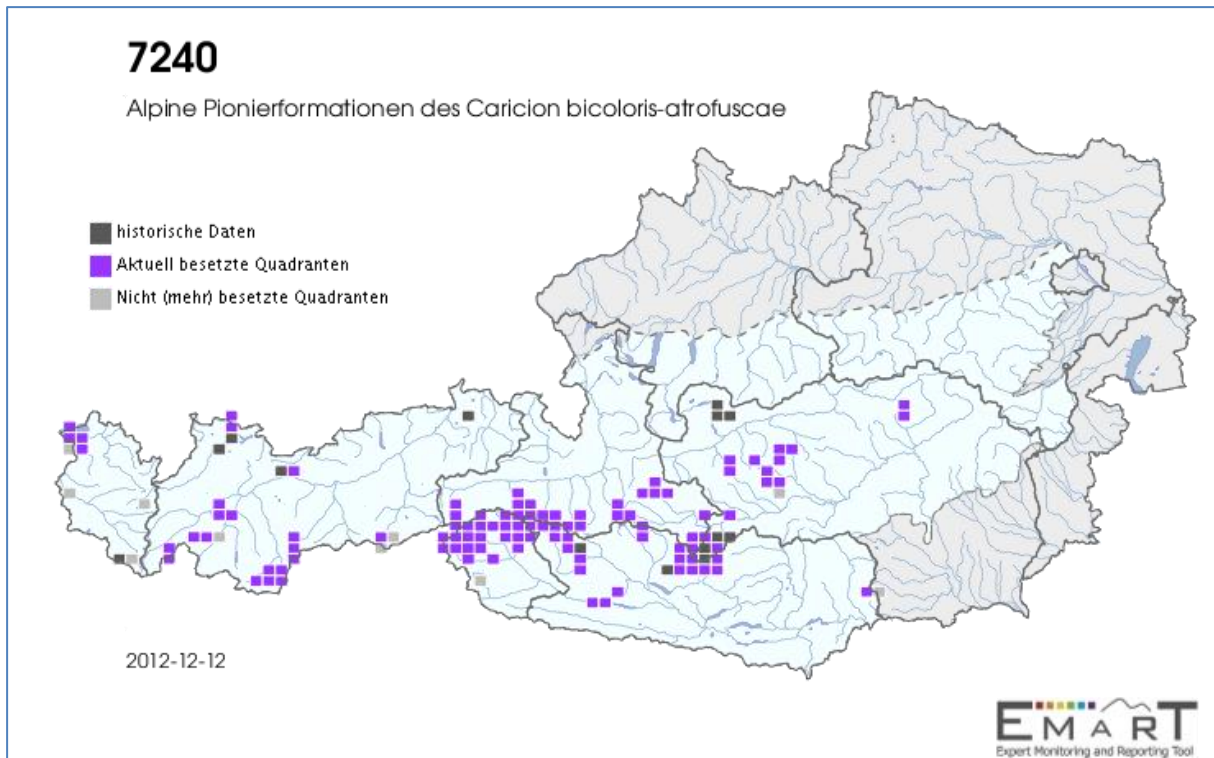 7240
Alpine Pionierformationen des Caricion bicoloris-atrofuscae
historische Daten
Aktuell besetzte Quadranten
Nicht (mehr) besetzte Quadranten
2012-12-12
EMART
Expert Monitoring and Reporting Tool